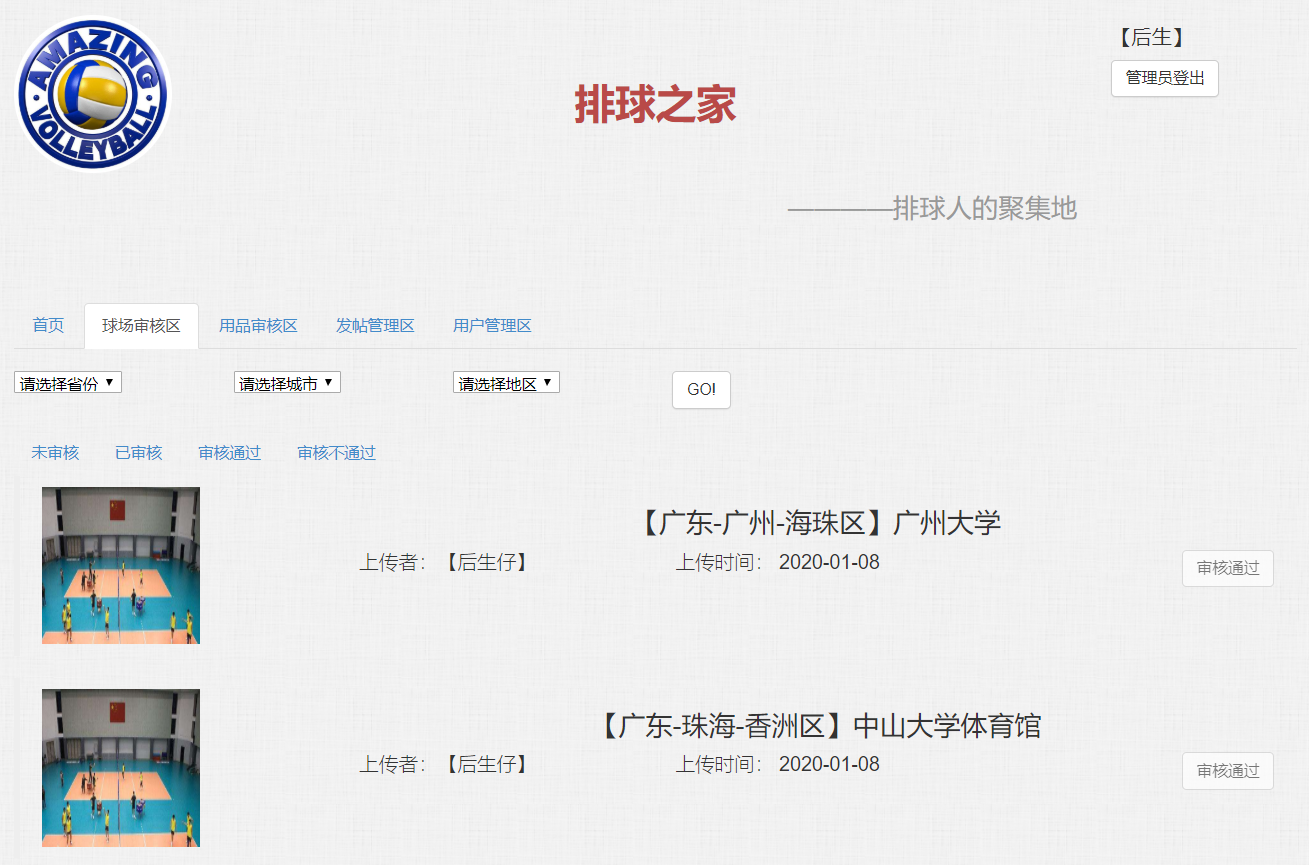 AMAZING
VOLLEYBALL
【后生】
管理员登出
排球之家
————排球人的聚集地
首页 球场审核区 用品审核区 发帖管理区 用户管理区
请选择省份 请选择城市 请选择地区 GO!
未审核 已审核 审核通过 审核不通过
【广东-广州-海珠区】广州大学
上传者：【后生仔】 上传时间： 2020-01-08 审核通过
【广东-珠海-香洲区】中山大学体育馆
上传者：【后生仔】 上传时间： 2020-01-08 审核通过